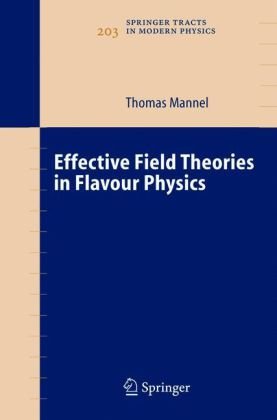 203
SPRINGER TRACTS
IN MODERN PHYSICS
Thomas Mannel
Effective Field Theories
in Flavour Physics
Springer